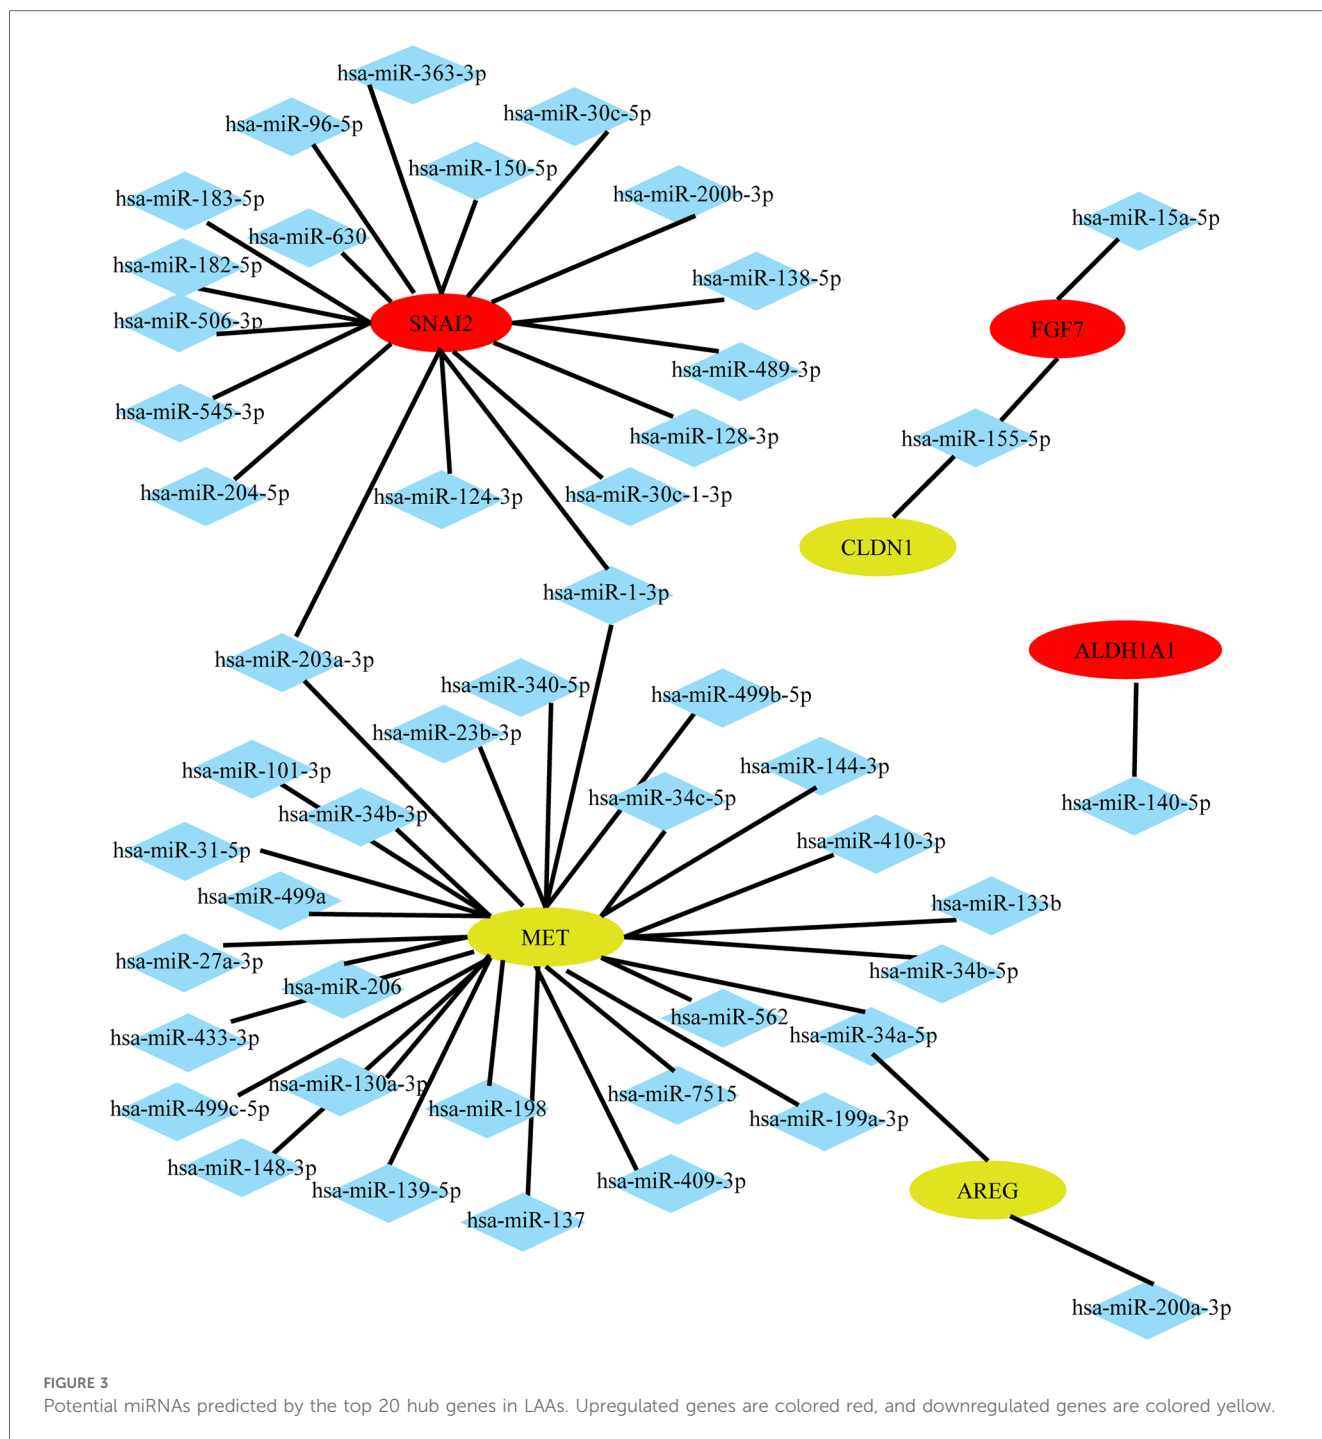 hsa-miR-363-3p
hsa-miR-30c-5p
hsa-miR-96-5p
hsa-miR-150-5p
hsa-miR-200b-3p
hsa-miR-183-5p
hsa-miR-15a-5p
hsa-miR-630
hsa-miR-182-5p
hsa-miR-138-5p
hsa-miR-506-3p
SNAI2
FGF7
hsa-miR-489-3p
hsa-miR-545-3p
hsa-miR-128-3p
hsa-miR-155-5p
hsa-miR-204-5p
hsa-miR-124-3p
hsa-miR-30c-1-3p
CLDN1
hsa-miR-1-3p
ALDH1A1
hsa-miR-203a-3p
hsa-miR-340-5p
hsa-miR-499b-5p
hsa-miR-23b-3p
hsa-miR-101-3p
hsa-miR-144-3p
hsa-miR-34c-5p
hsa-miR-140-5p
hsa-miR-34b-3p
hsa-miR-410-3p
hsa-miR-31-5p
hsa-miR-499a
hsa-miR-133b
MET
hsa-miR-27a-3p
hsa-miR-34b-5p
hsa-miR-206
hsa-miR-562
hsa-miR-34a-5p
hsa-miR-433-3p
hsa-miR-130a-3p
hsa-miR-7515
hsa-miR-499c-5p
hsa-miR-198
hsa-miR-199a-3p
hsa-miR-148-3p
hsa-miR-409-3p
hsa-miR-139-5p
AREG
hsa-miR-137
hsa-miR-200a-3p
FIGURE 3
Potential miRNAs predicted by the top 20 hub genes in LAAs. Upregulated genes are colored red, and downregulated genes are colored yellow.